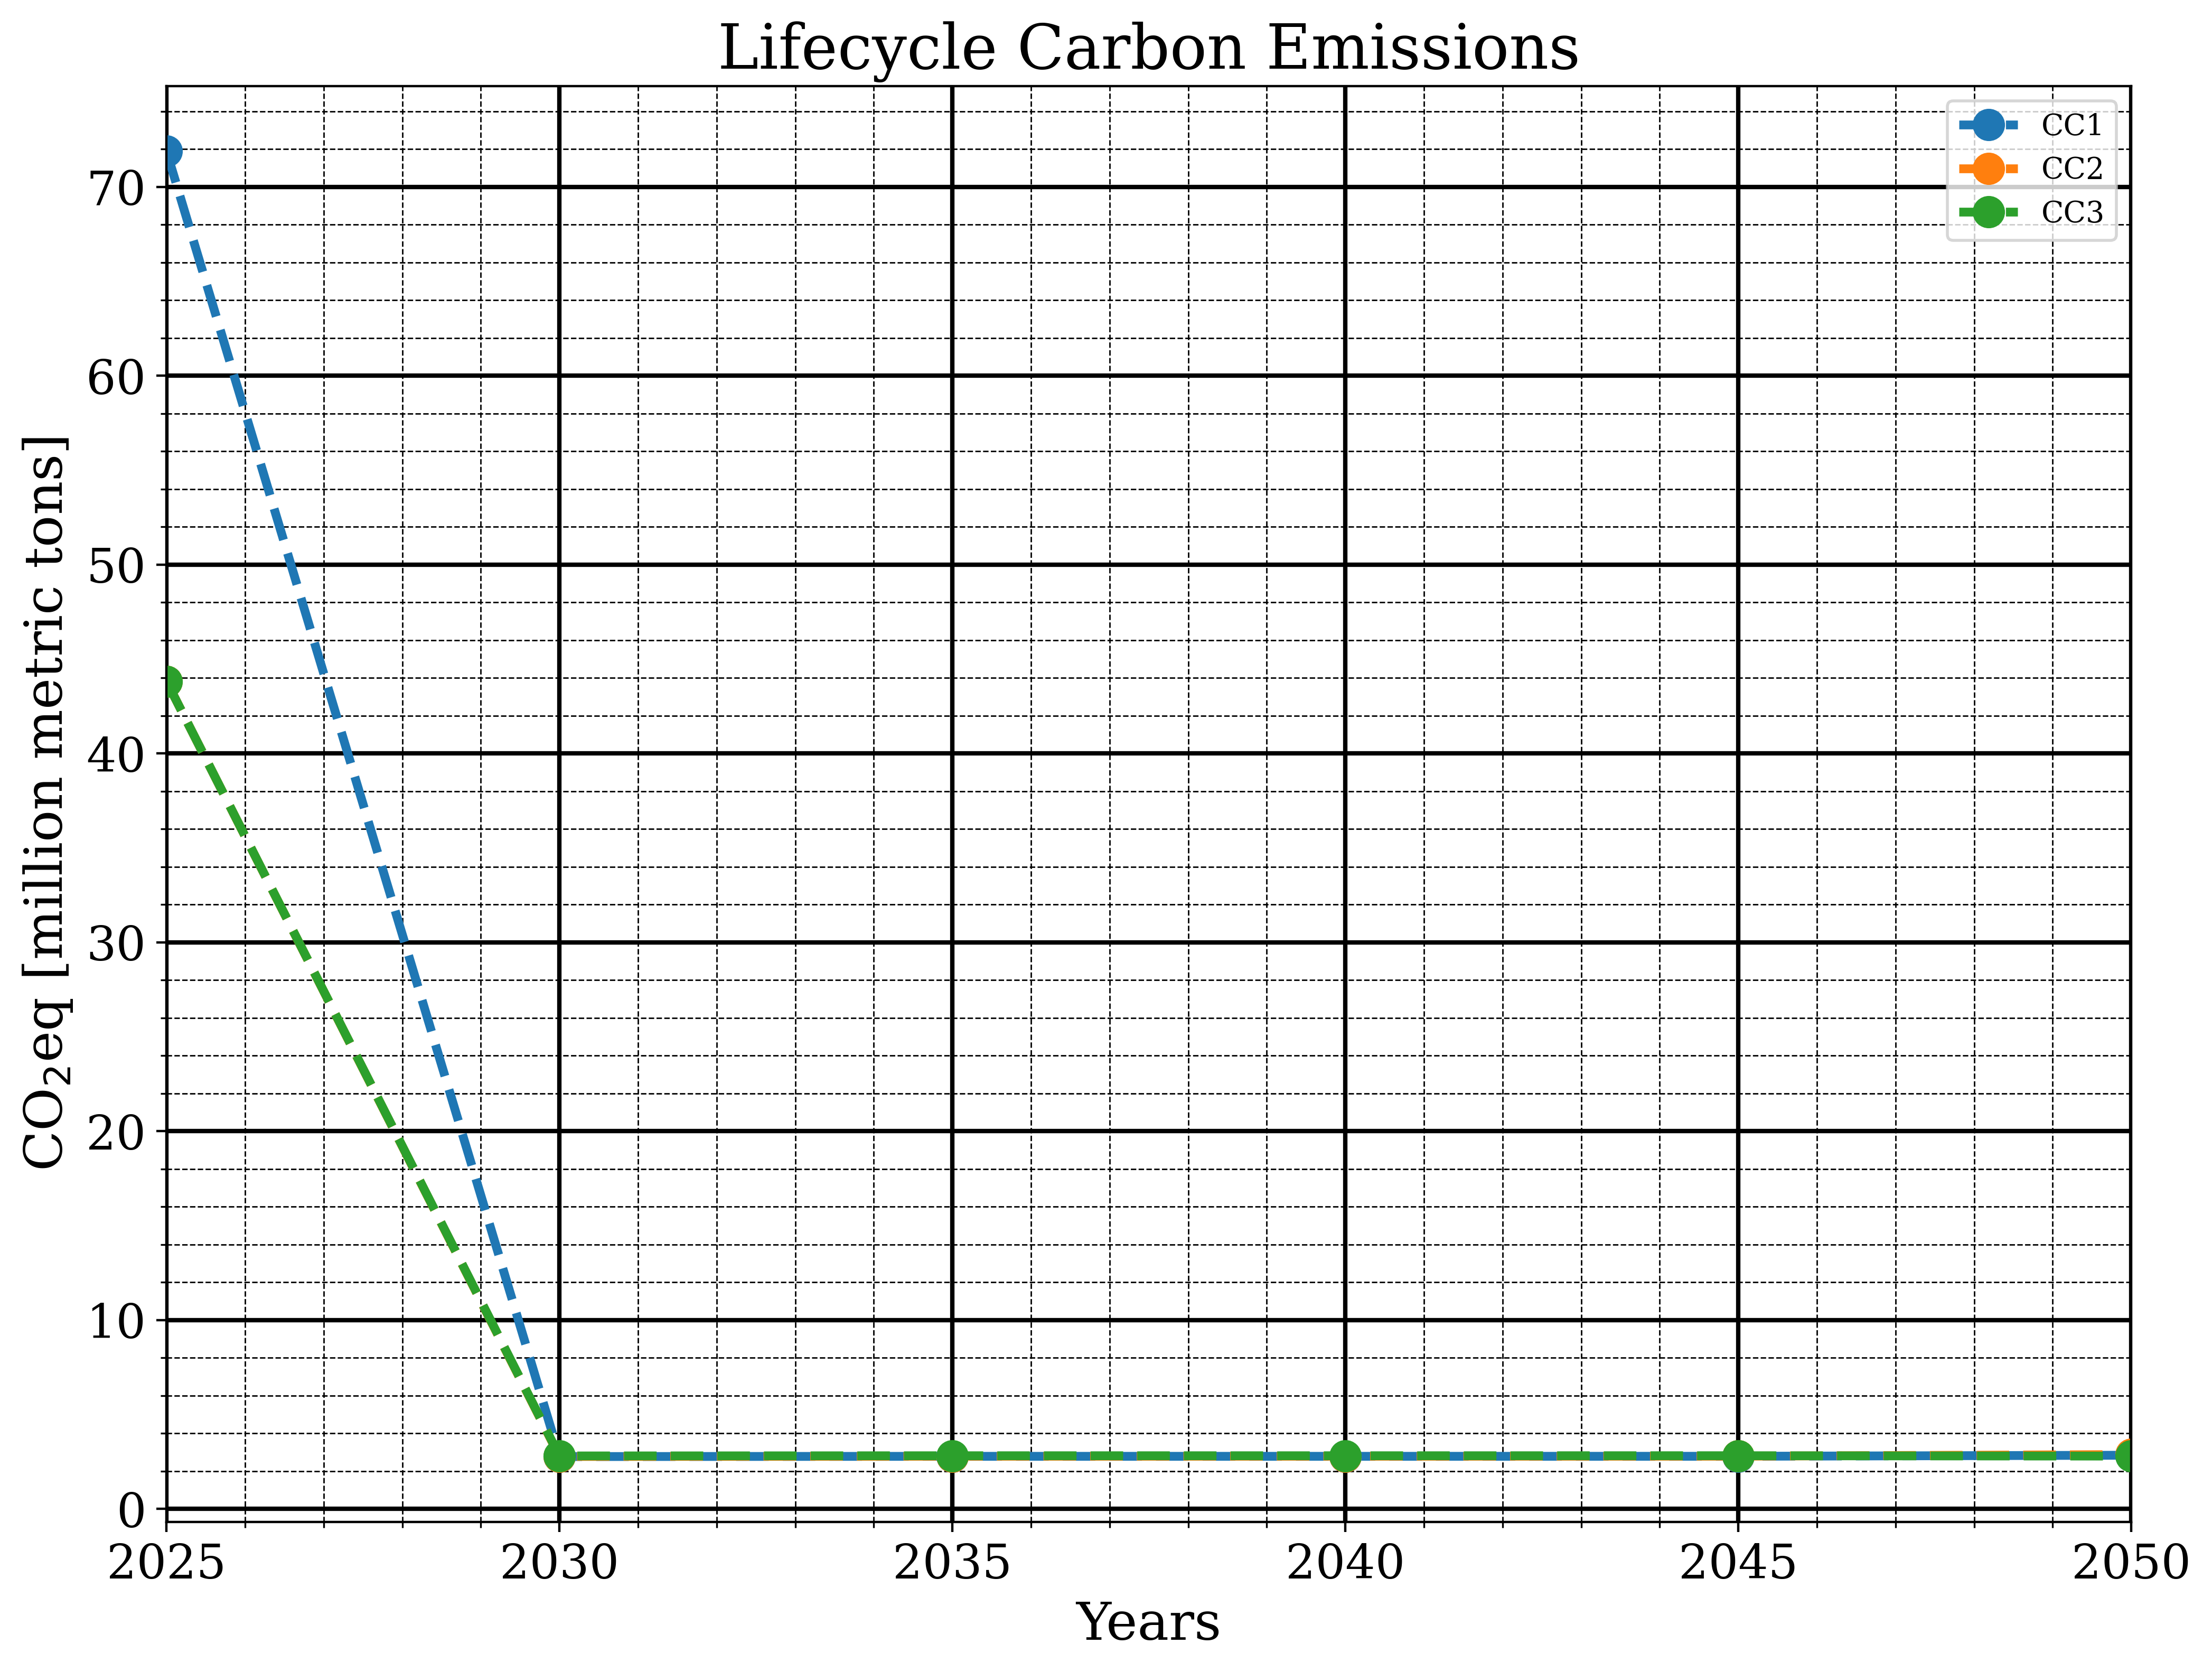 Lifecycle Carbon Emissions
CC1
CC2
CC3
70
60
50
40
30
20
10
0
CO₂eq [million metric tons]
2025 2030 2035 2040 2045 2050
Years